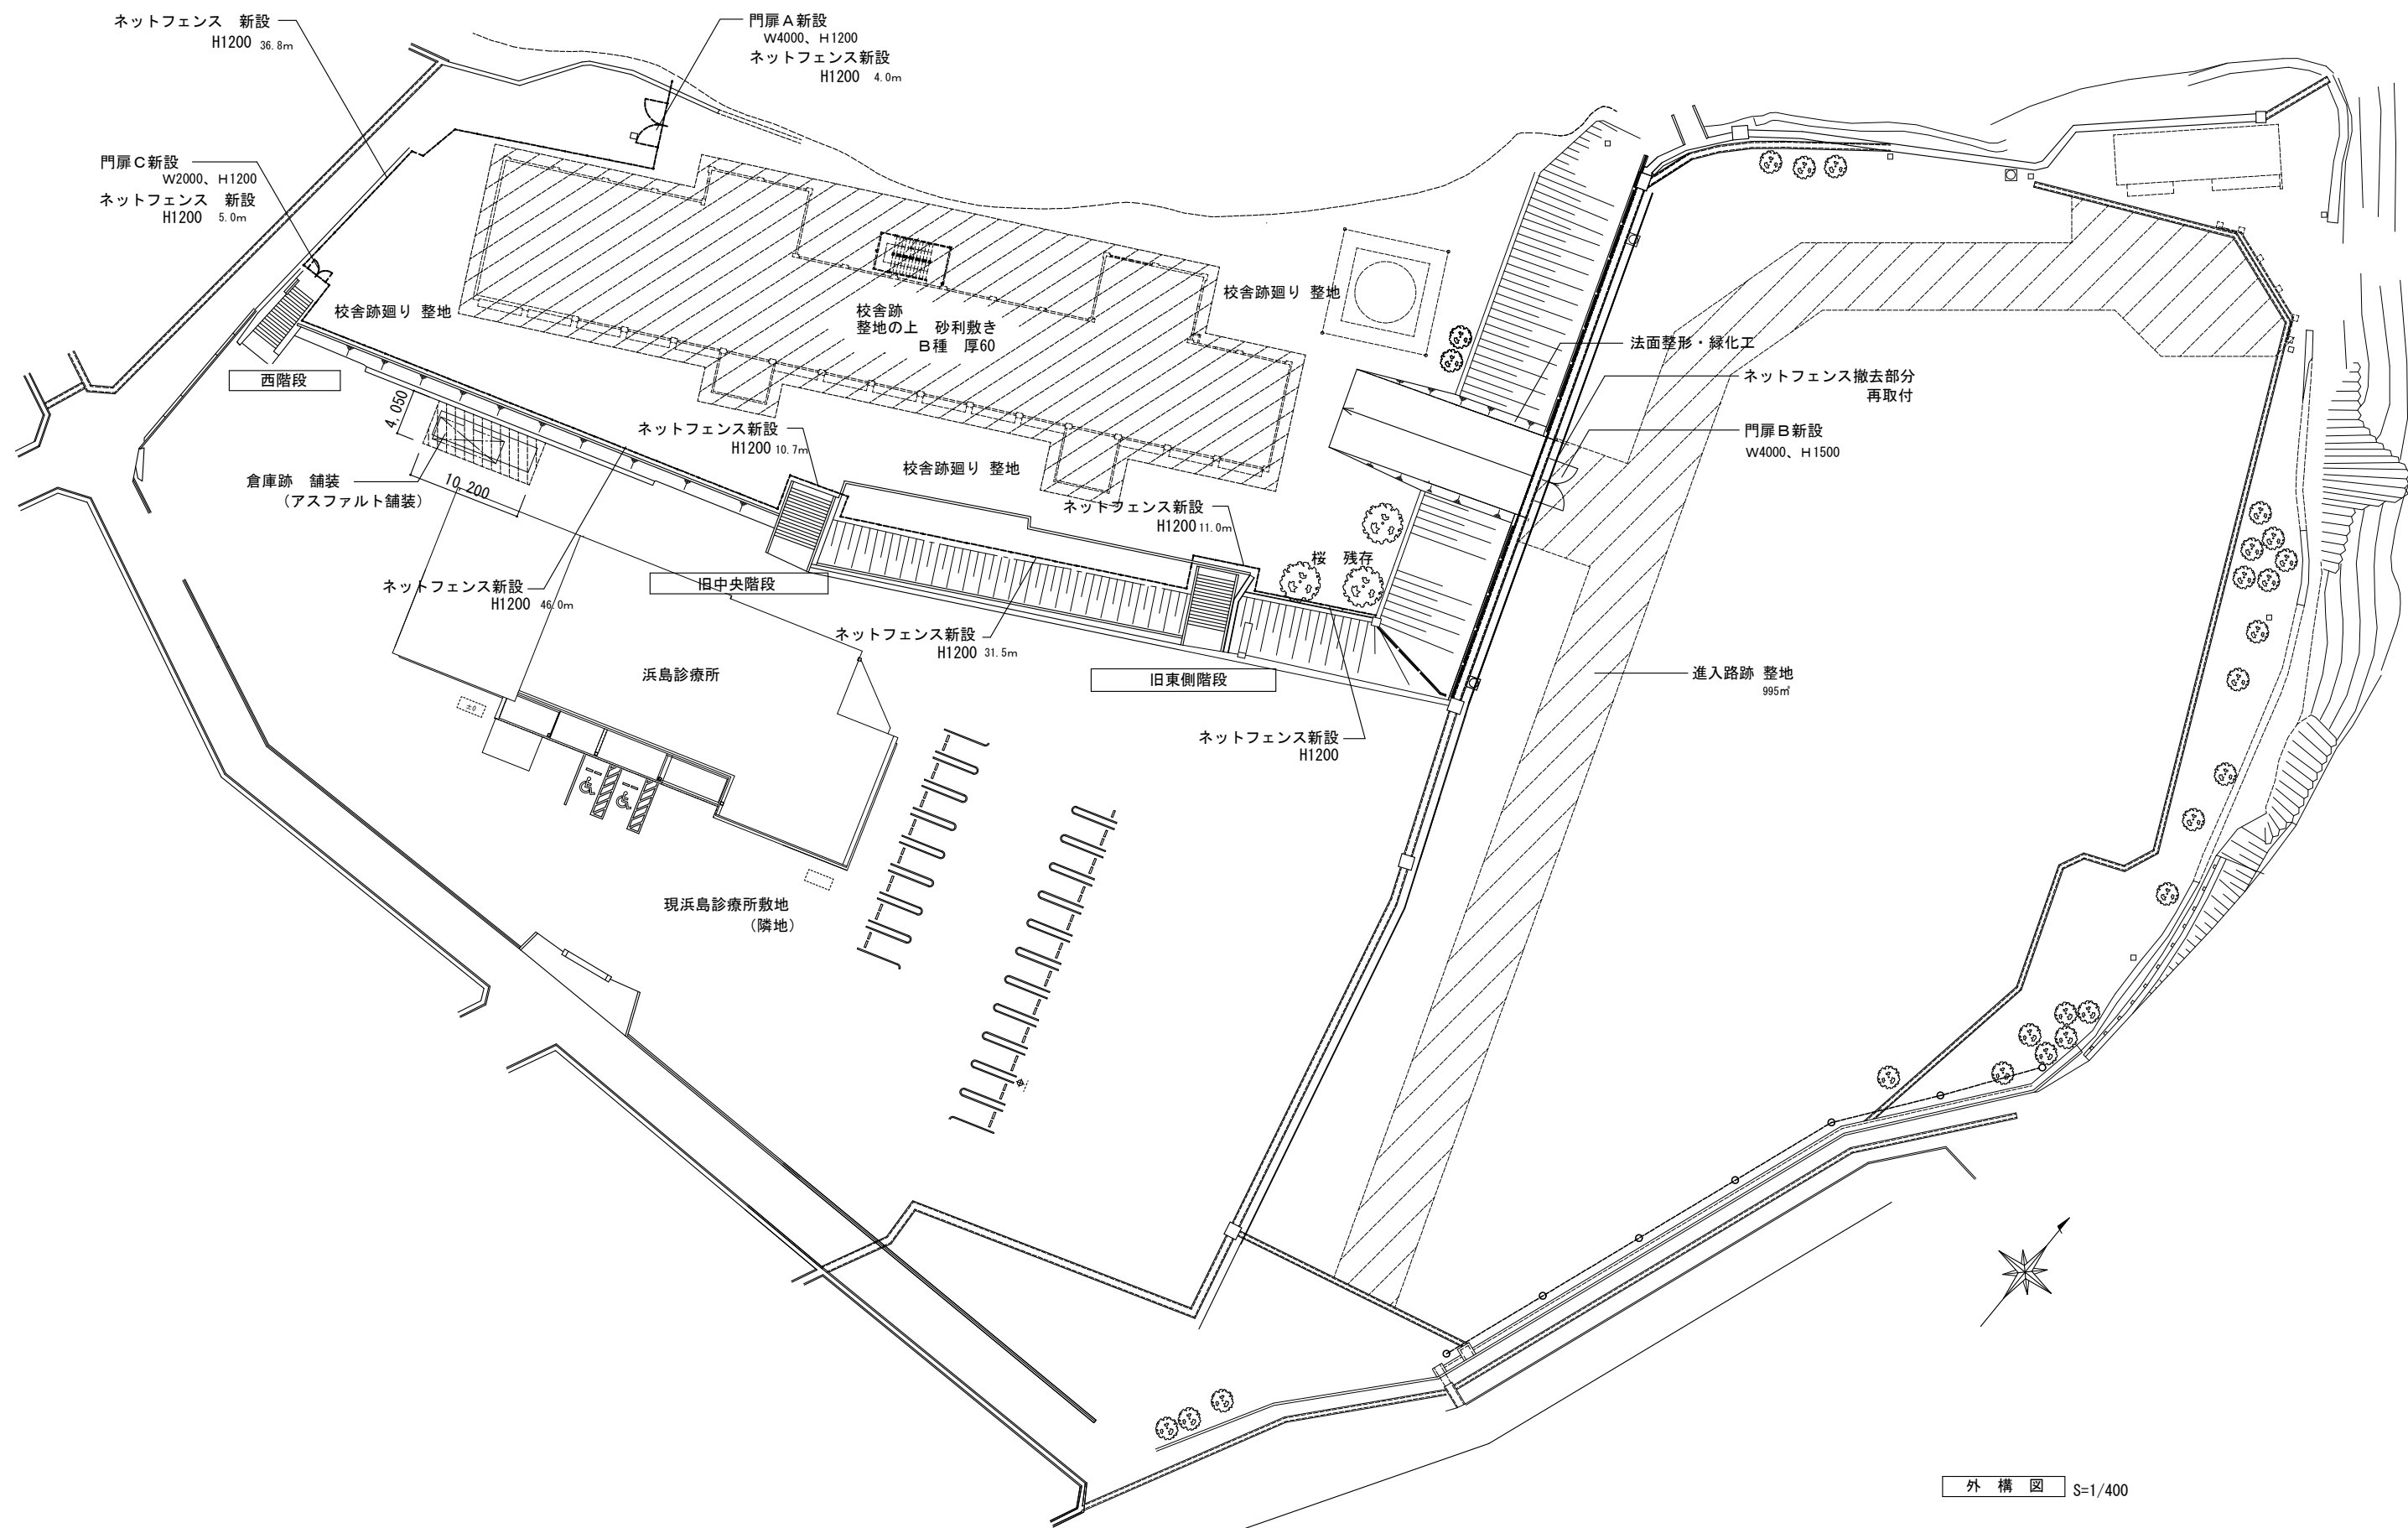 ネットフェンス　新設
H1200 36.8m
門扉Ａ新設
W4000、H1200
ネットフェンス新設
H1200 4.0m
門扉Ｃ新設
W2000、H1200
ネットフェンス　新設
H1200 5.0m
校舎跡廻り 整地
校舎跡
整地の上　砂利敷き
Ｂ種　厚60
校舎跡廻り 整地
法面整形・緑化工
ネットフェンス撤去部分
再取付
門扉Ｂ新設
W4000、H1500
西階段
4,050
10,200
倉庫跡　舗装
（アスファルト舗装）
ネットフェンス新設
H1200 10.7m
校舎跡廻り 整地
ネットフェンス新設
H1200 11.0m
桜　残存
ネットフェンス新設
H1200 46.0m
旧中央階段
ネットフェンス新設
H1200 31.5m
浜島診療所
旧東側階段
進入路跡 整地
995㎡
ネットフェンス新設
H1200
現浜島診療所敷地
（隣地）
外　構　図
S=1/400